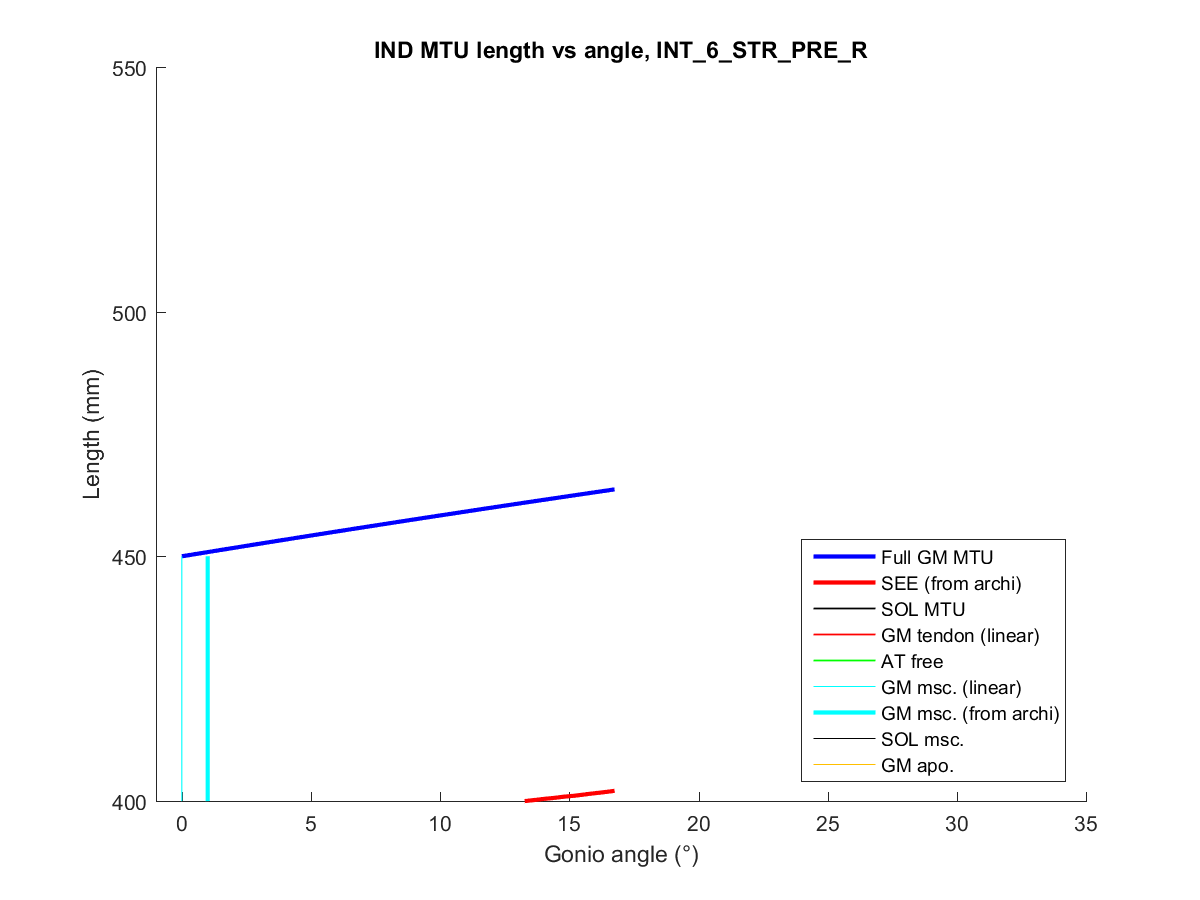 IND MTU length vs angle, INT_6_STR_PRE_R
550
500
450
400
Length (mm)
0 5 10 15 20 25 30 35
Gonio angle (°)
Full GM MTU
SEE (from archi)
SOL MTU
GM tendon (linear)
AT free
GM msc. (linear)
GM msc. (from archi)
SOL msc.
GM apo.